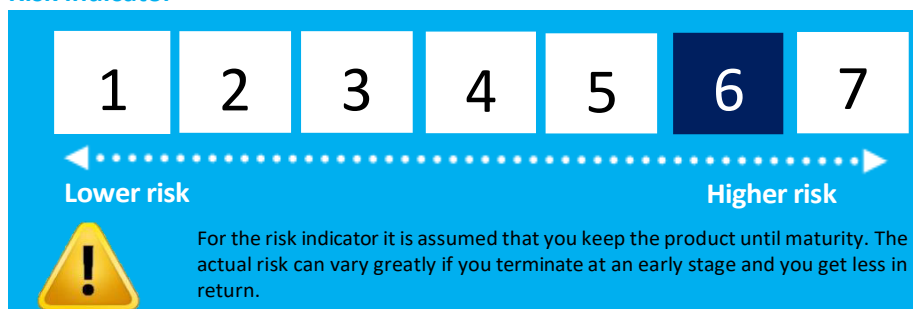 1 2 3 4 5 6 7
Lower risk Higher risk
For the risk indicator it is assumed that you keep the product until maturity. The
actual risk can vary greatly if you terminate at an early stage and you get less in
return.